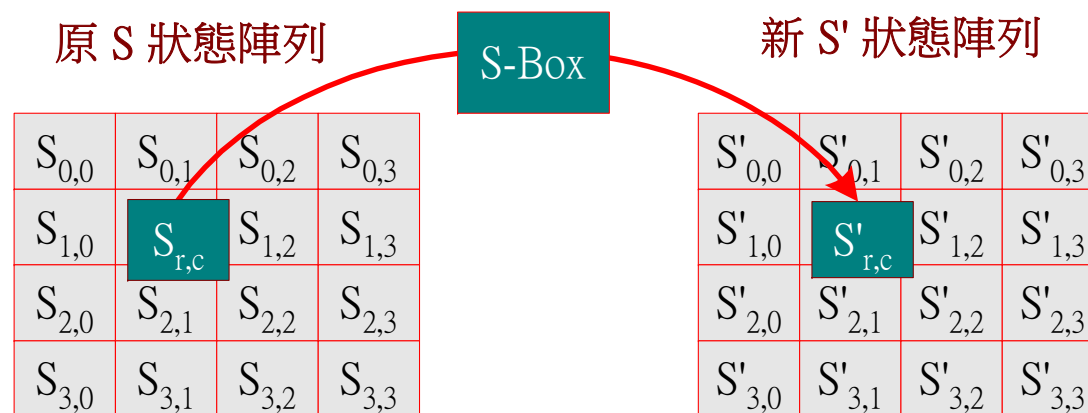 原 S 狀態陣列
S-Box
新 S' 狀態陣列
S0,0 S0,1 S0,2 S0,3
S1,0 Sr,c S1,2 S1,3
S2,0 S2,1 S2,2 S2,3
S3,0 S3,1 S3,2 S3,3
S'0,0 S'0,1 S'0,2 S'0,3
S'1,0 S'r,c S'1,2 S'1,3
S'2,0 S'2,1 S'2,2 S'2,3
S'3,0 S'3,1 S'3,2 S'3,3